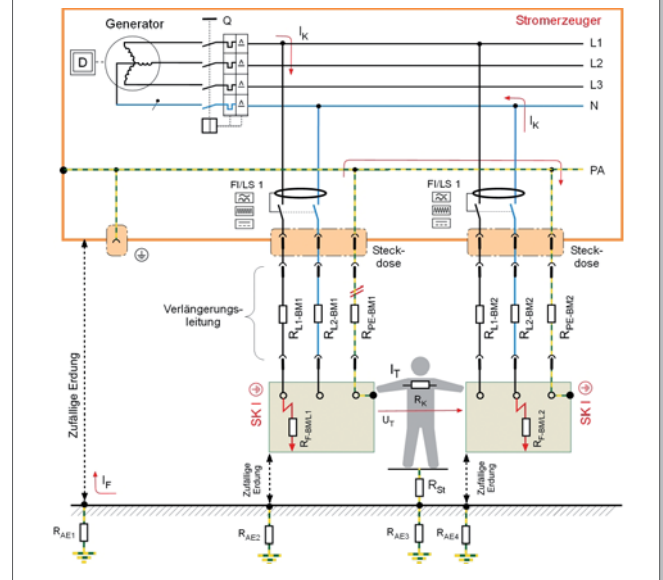 Generator
Q
Stromerzeuger
D
I_K
L1
L2
L3
N
I_K
PA
FI/LS 1
FI/LS 1
Steck-
dose
Steck-
dose
Verlängerungs-
leitung
R_L1-BM1
R_L2-BM1
R_PE-BM1
R_L1-BM2
R_L2-BM2
R_PE-BM2
Zufällige Erdung
SK I
R_F-BM/L1
I_T
R_K
U_T
R_F-BM/L2
SK I
I_F
Zufällige
Erdung
R_St
Zufällige
Erdung
R_AE1
R_AE2
R_AE3
R_AE4